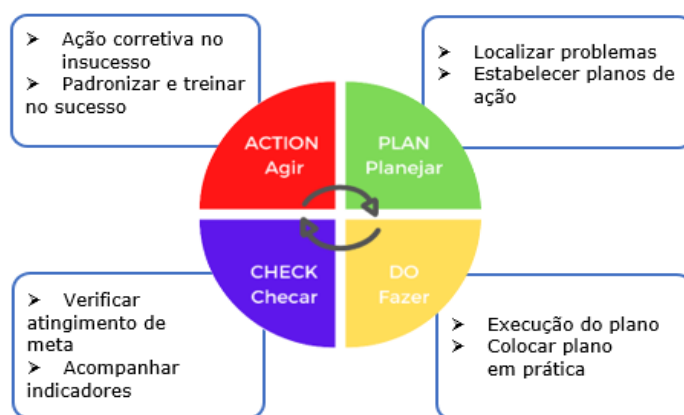 ➤ Ação corretiva no
insucesso
➤ Padronizar e treinar
no sucesso
➤ Localizar problemas
➤ Estabelecer planos de
ação
ACTION
Agir
PLAN
Planejar
CHECK
Checar
DO
Fazer
➤ Verificar
atingimento de
meta
➤ Acompanhar
indicadores
➤ Execução do plano
➤ Colocar plano
em prática